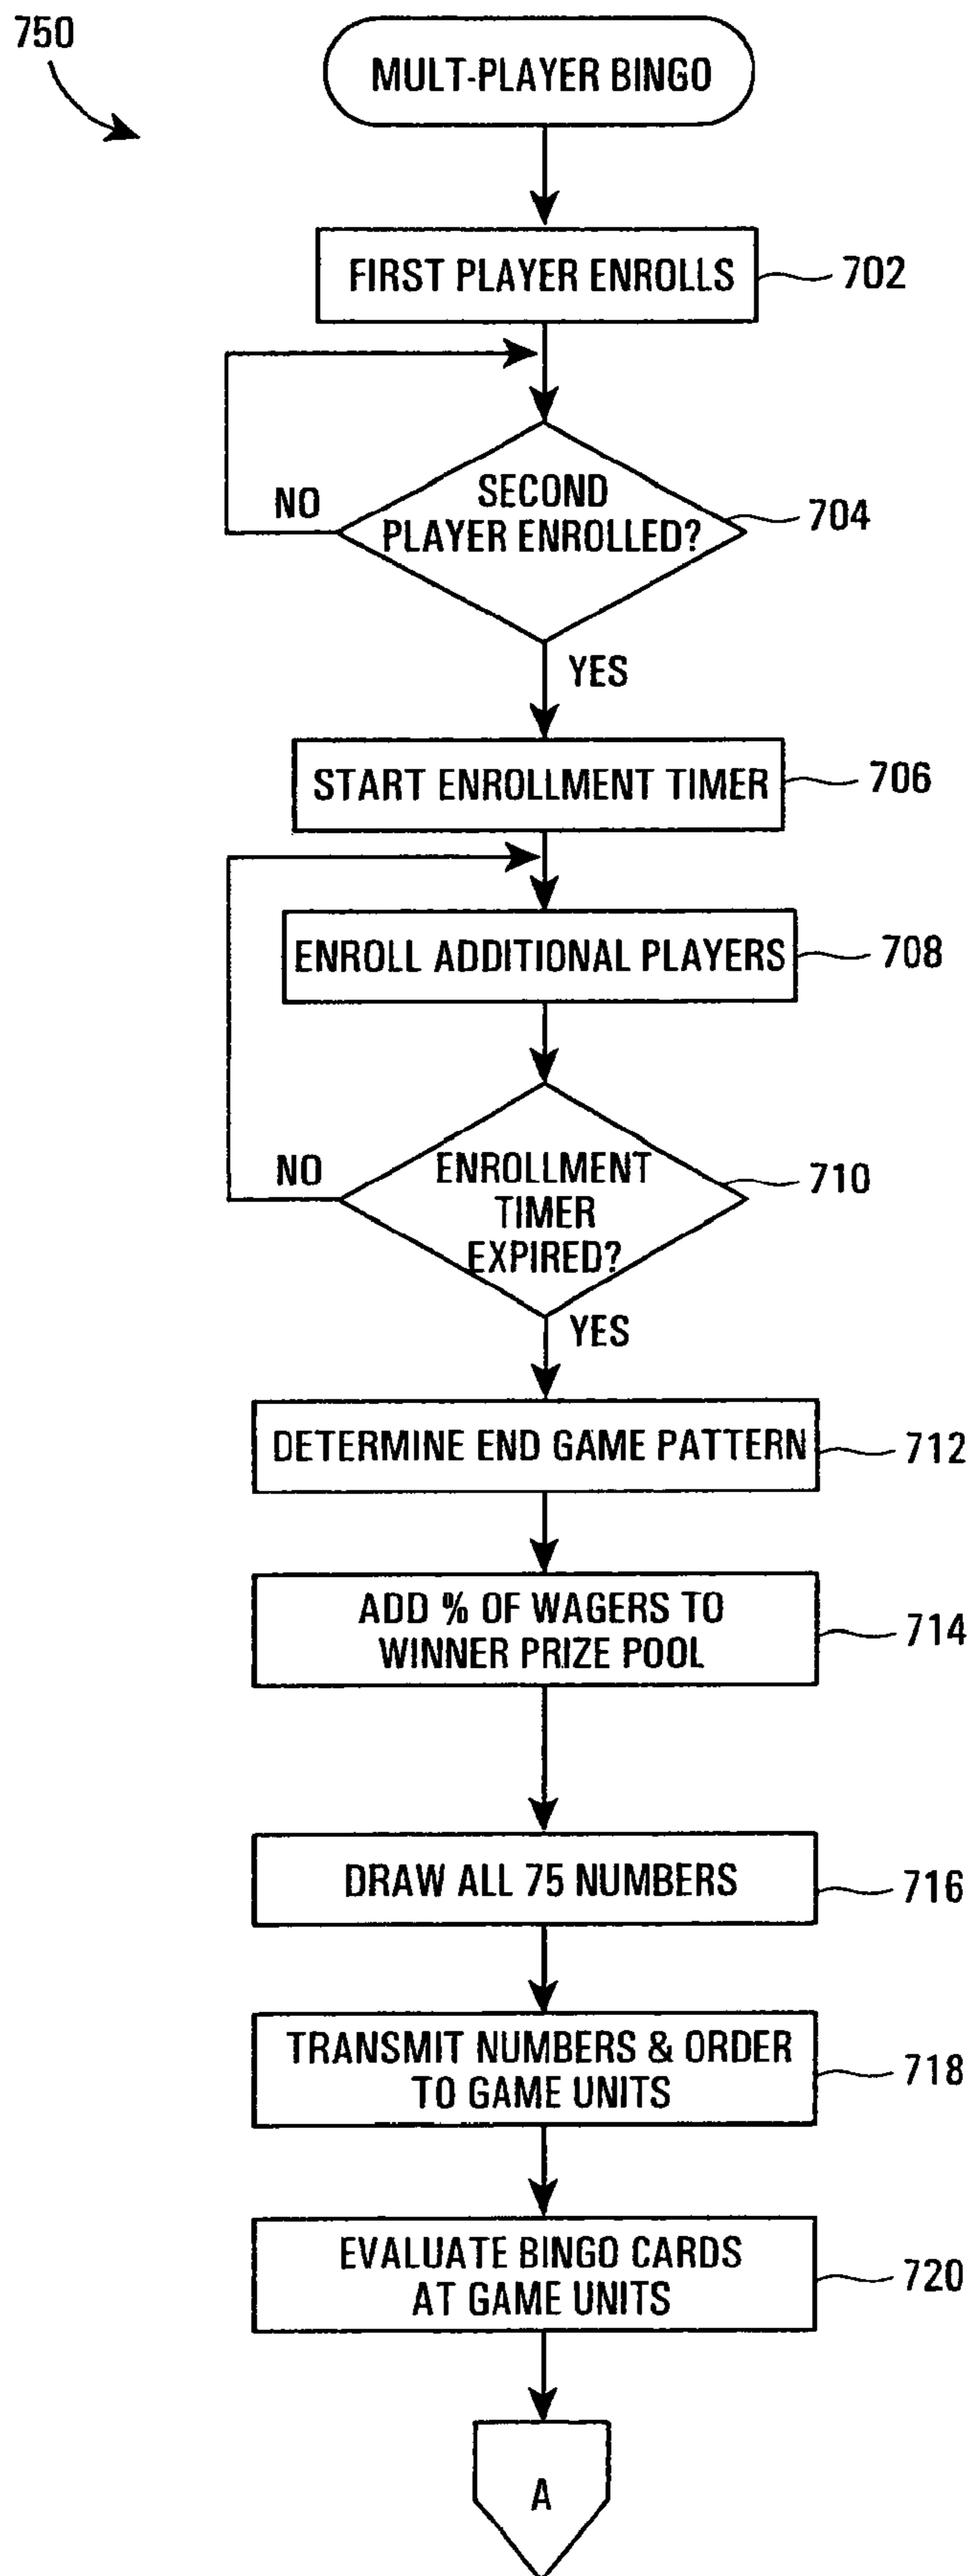 750
MULT-PLAYER BINGO
FIRST PLAYER ENROLLS
702
SECOND
PLAYER ENROLLED?
704
NO
YES
START ENROLLMENT TIMER
706
ENROLL ADDITIONAL PLAYERS
708
ENROLLMENT
TIMER
EXPIRED?
710
NO
YES
DETERMINE END GAME PATTERN
712
ADD % OF WAGERS TO
WINNER PRIZE POOL
714
DRAW ALL 75 NUMBERS
716
TRANSMIT NUMBERS & ORDER
TO GAME UNITS
718
EVALUATE BINGO CARDS
AT GAME UNITS
720
A